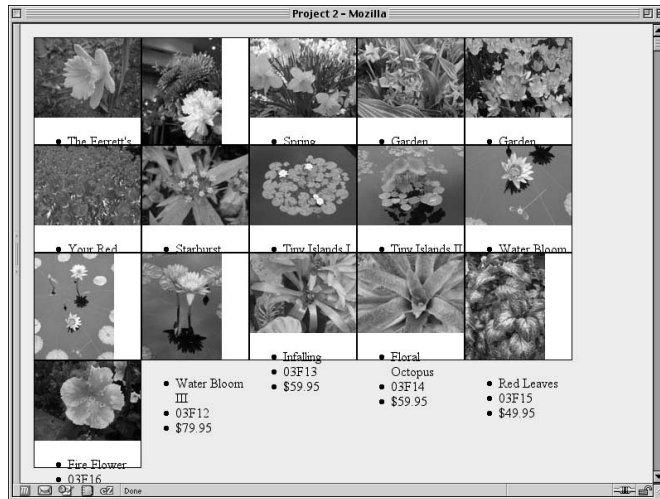 Project 2 – Mozilla
The Ferrett's
Spring
Garden
Garden
Your Red
Starburst
Tiny Islands I
Tiny Islands II
Water Bloom
Infalling
03F13
$59.95
Floral
Octopus
03F14
$59.95
Water Bloom
III
03F12
$79.95
Red Leaves
03F15
$49.95
Fire Flower
03F16
Done